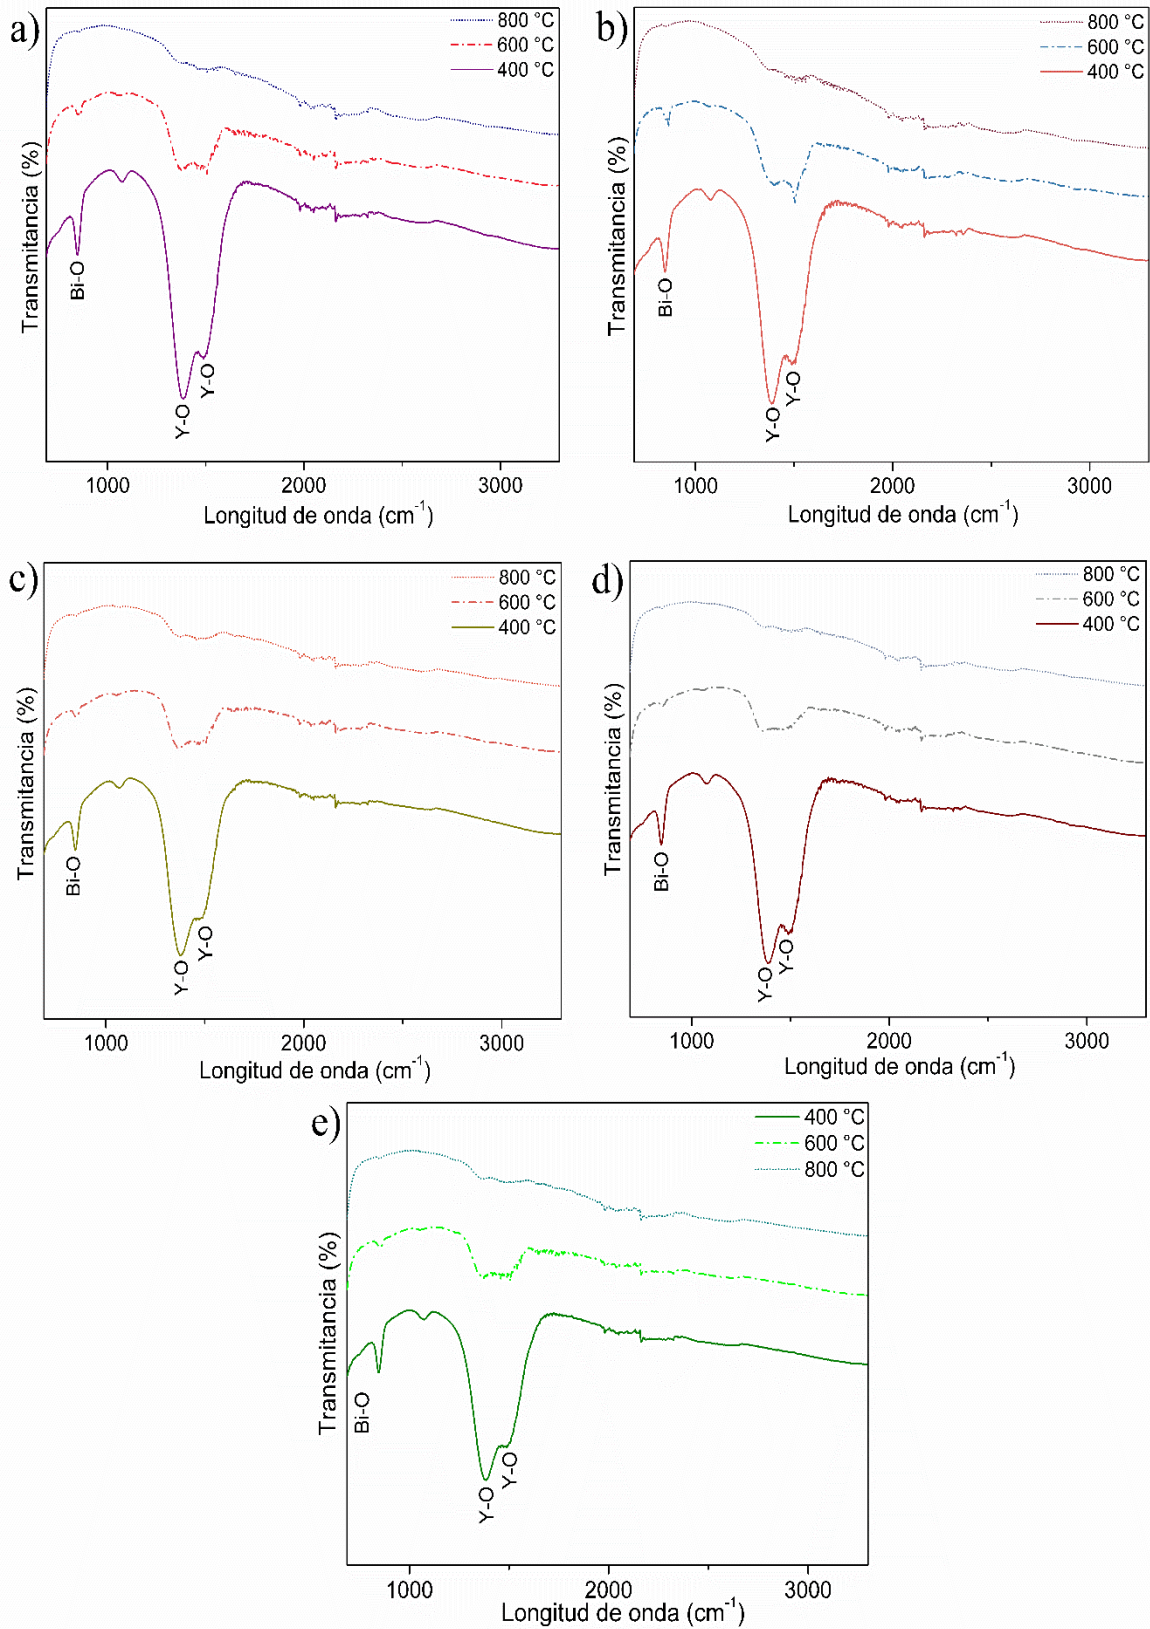 a)
800 °C
600 °C
400 °C
Transmitancia (%)
Bi-O
Y-O
Y-O
1000 2000 3000
Longitud de onda (cm⁻¹)
b)
800 °C
600 °C
400 °C
Transmitancia (%)
Bi-O
Y-O
Y-O
1000 2000 3000
Longitud de onda (cm⁻¹)
c)
800 °C
600 °C
400 °C
Transmitancia (%)
Bi-O
Y-O
Y-O
1000 2000 3000
Longitud de onda (cm⁻¹)
d)
800 °C
600 °C
400 °C
Transmitancia (%)
Bi-O
Y-O
Y-O
1000 2000 3000
Longitud de onda (cm⁻¹)
e)
400 °C
600 °C
800 °C
Transmitancia (%)
Bi-O
Y-O
Y-O
1000 2000 3000
Longitud de onda (cm⁻¹)